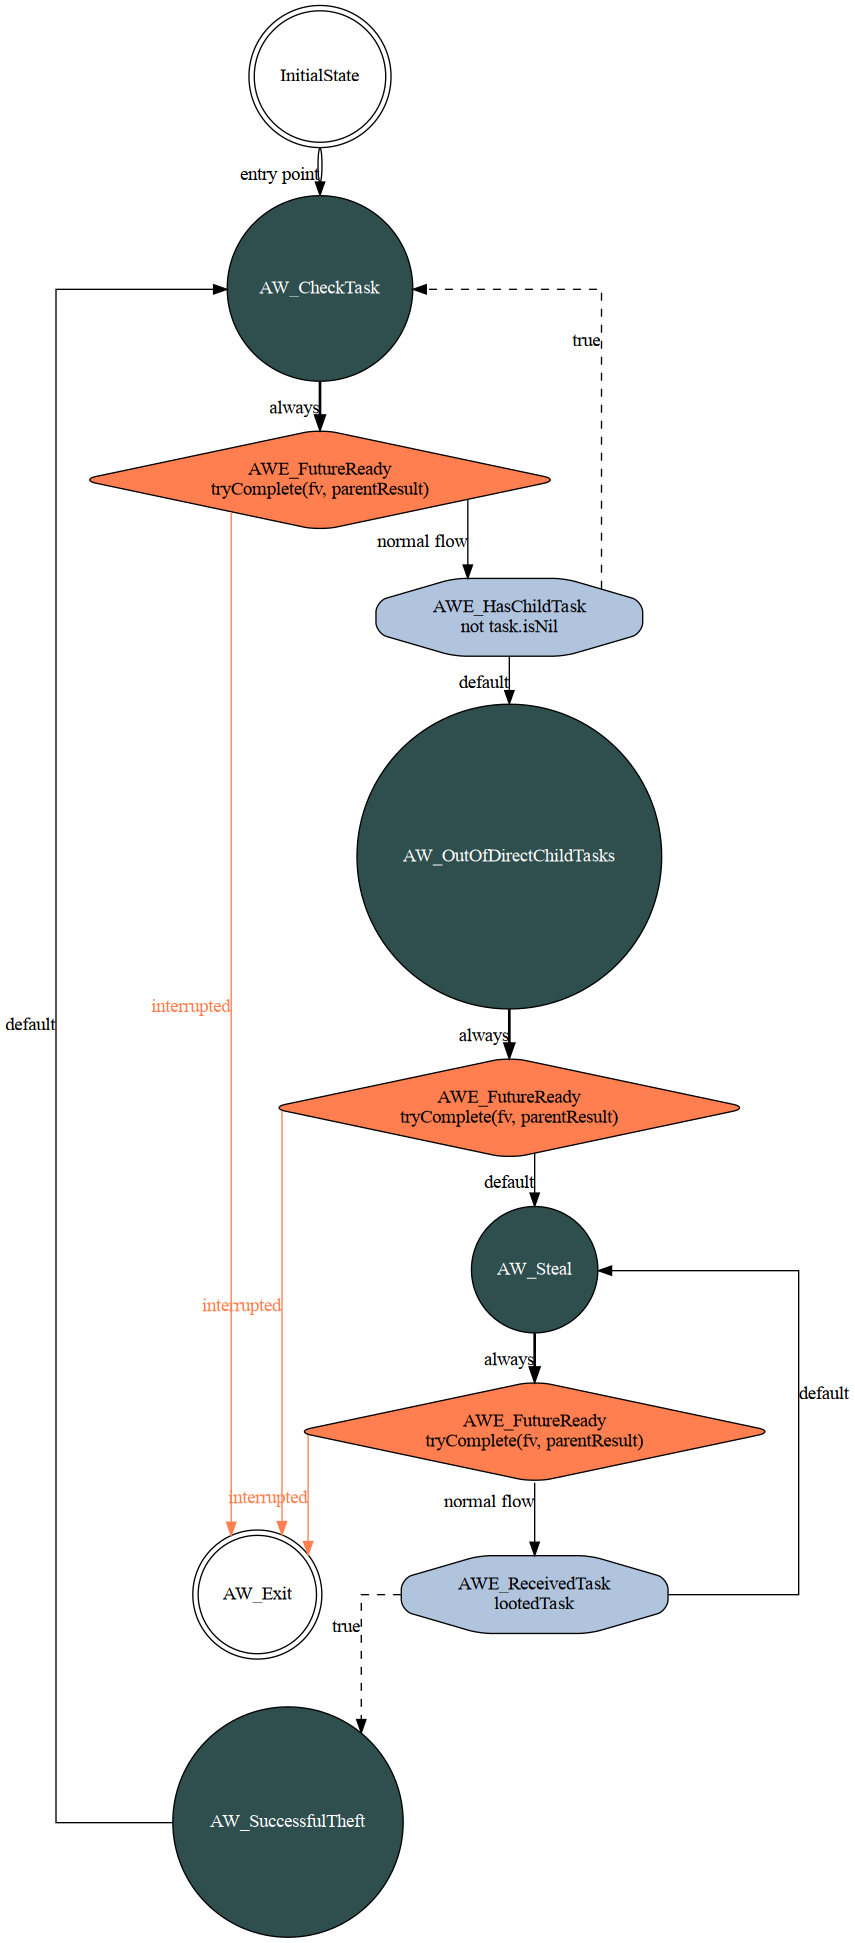 InitialState
entry point
AW_CheckTask
true
always
AWE_FutureReady
tryComplete(fv, parentResult)
normal flow
AWE_HasChildTask
not task.isNil
default
AW_OutOfDirectChildTasks
interrupted
default
always
AWE_FutureReady
tryComplete(fv, parentResult)
default
AW_Steal
interrupted
always
default
AWE_FutureReady
tryComplete(fv, parentResult)
interrupted
normal flow
AWE_ReceivedTask
lootedTask
AW_Exit
true
AW_SuccessfulTheft